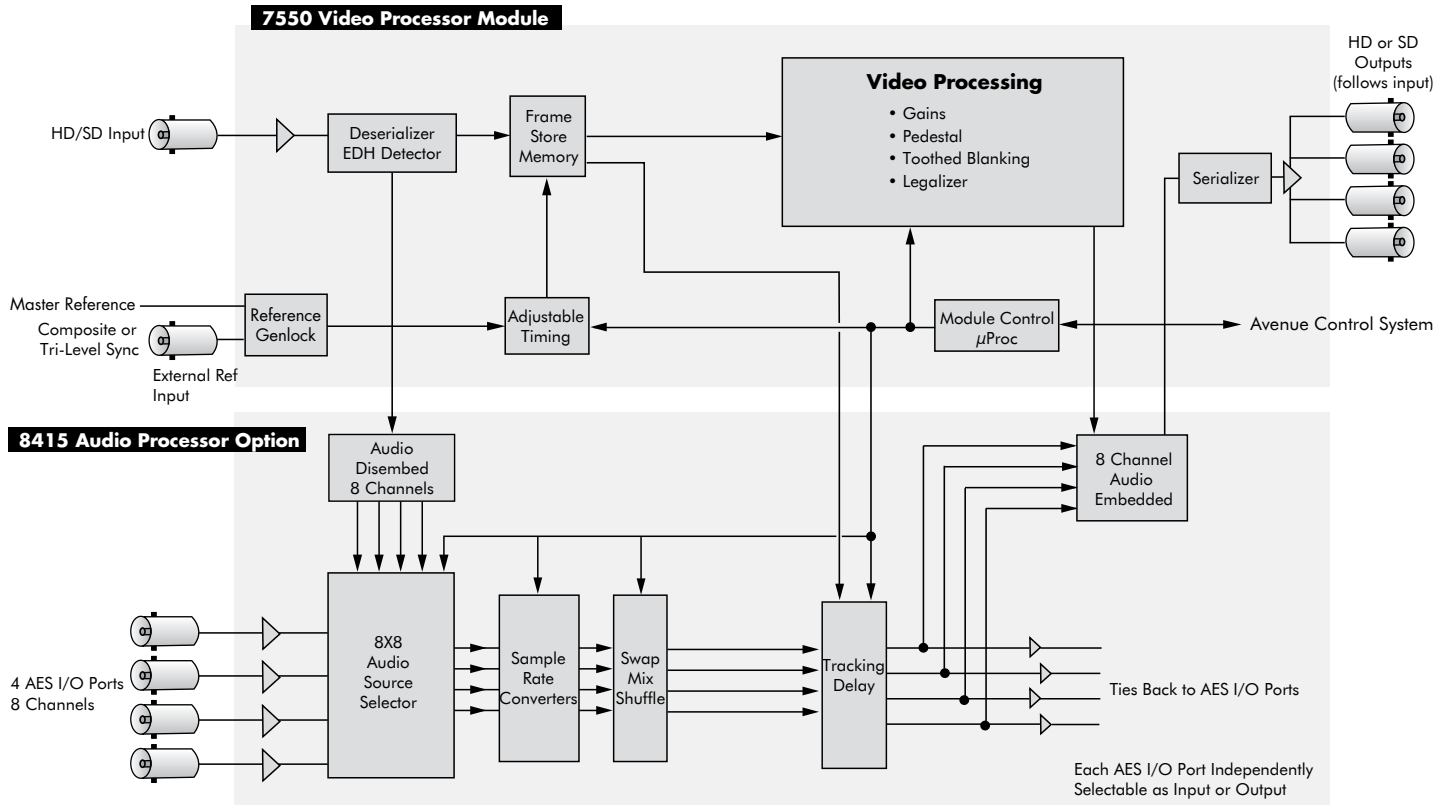 7550 Video Processor Module
HD or SD
Outputs
(follows input)
Video Processing
• Gains
• Pedestal
• Toothed Blanking
• Legalizer
HD/SD Input
Deserializer
EDH Detector
Frame
Store
Memory
Serializer
Master Reference
Composite or
Tri-Level Sync
External Ref
Input
Reference
Genlock
Adjustable
Timing
Module Control
µProc
Avenue Control System
8415 Audio Processor Option
Audio
Disembed
8 Channels
8 Channel
Audio
Embedded
4 AES I/O Ports
8 Channels
8X8
Audio
Source
Selector
Sample
Rate
Converters
Swap
Mix
Shuffle
Tracking
Delay
Ties Back to AES I/O Ports
Each AES I/O Port Independently
Selectable as Input or Output